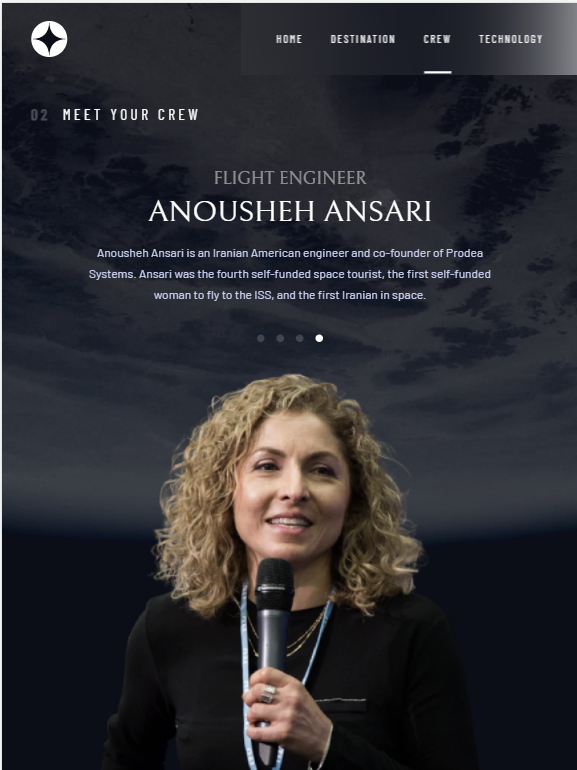 HOME DESTINATION CREW TECHNOLOGY
02 MEET YOUR CREW
FLIGHT ENGINEER
ANOUSHEH ANSARI
Anousheh Ansari is an Iranian American engineer and co-founder of Prodea
Systems. Ansari was the fourth self-funded space tourist, the first self-funded
woman to fly to the ISS, and the first Iranian in space.